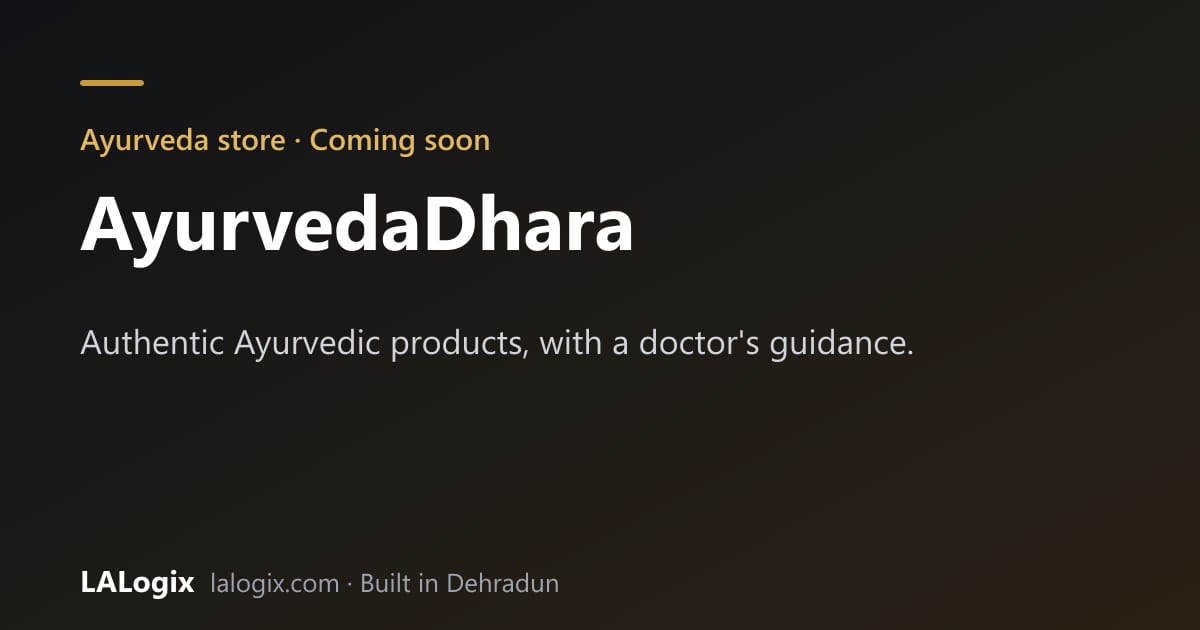 Ayurveda store · Coming soon
AyurvedaDhara
Authentic Ayurvedic products, with a doctor's guidance.
LALogix lalogix.com · Built in Dehradun